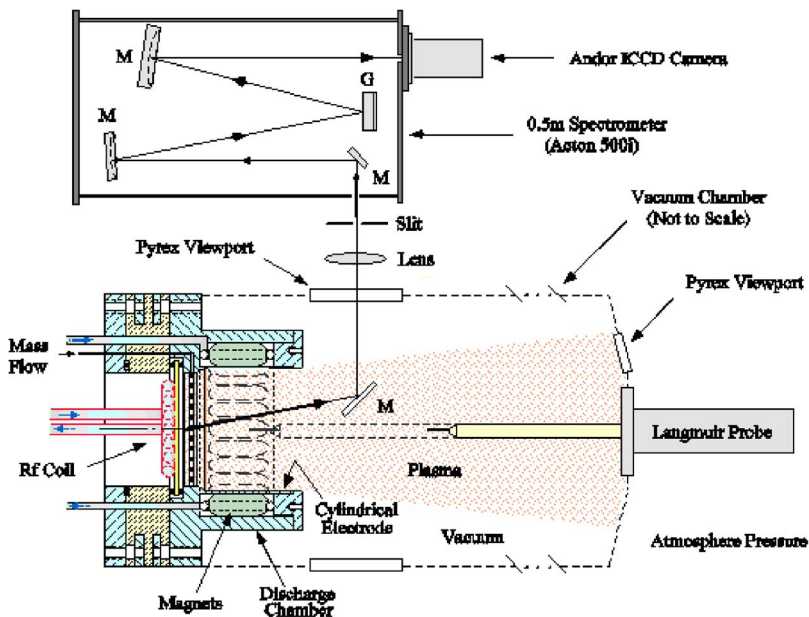 M
G
Andor ICCD Camera
M
0.5m Spectrometer
(Acton 500i)
M
Slit
Vacuum Chamber
(Not to Scale)
Pyrex Viewport
Lens
Pyrex Viewport
Mass
Flow
M
Langmuir Probe
Rf Coil
Plasma
Cylindrical
Electrode
Vacuum
Atmosphere Pressure
Magnets
Discharge
Chamber